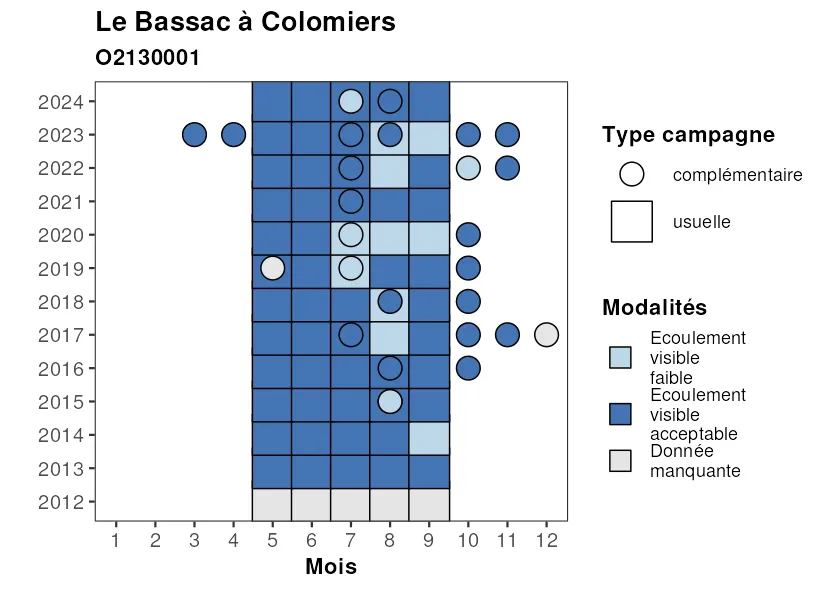 Le Bassac à Colomiers
O2130001
2024
2023
2022
2021
2020
2019
2018
2017
2016
2015
2014
2013
2012
1 2 3 4 5 6 7 8 9 10 11 12
Mois
Type campagne
complémentaire
usuelle
Modalités
Ecoulement
visible
faible
Ecoulement
visible
acceptable
Donnée
manquante